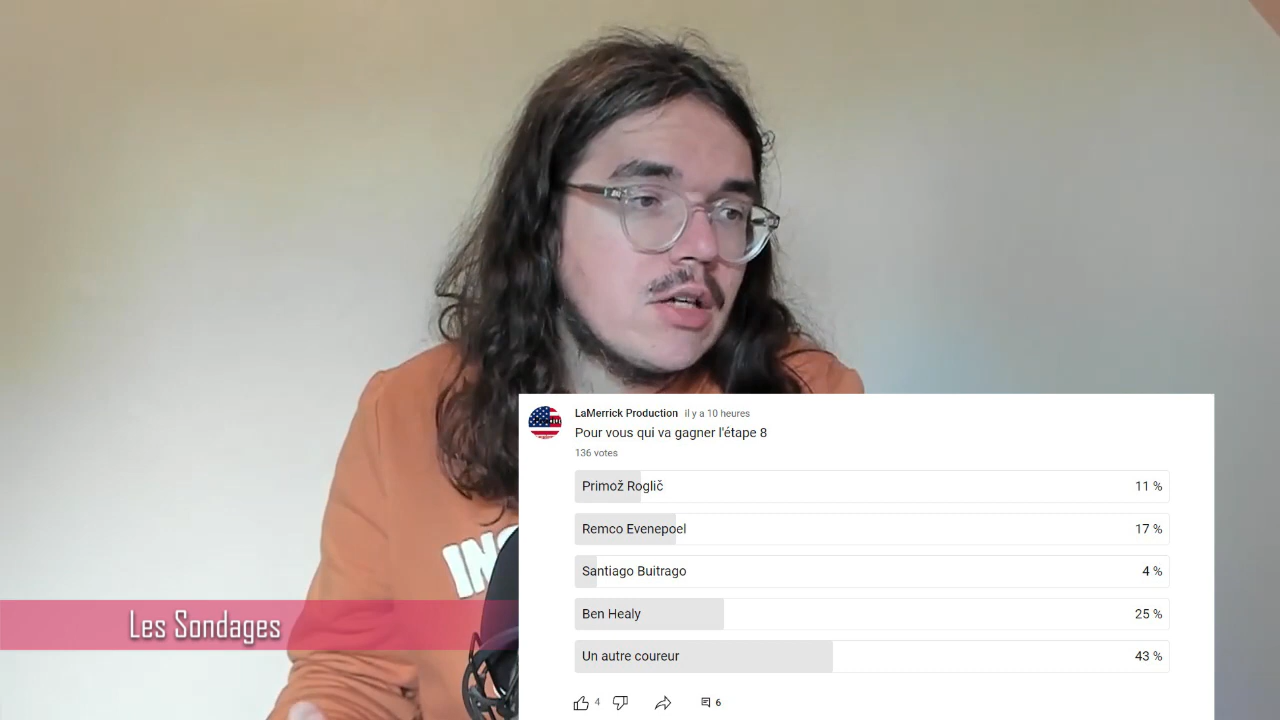 LaMerrick Production il y a 10 heures
Pour vous qui va gagner l'étape 8
136 votes
Primož Roglič 11 %
Remco Evenepoel 17 %
Santiago Buitrago 4 %
Ben Healy 25 %
Un autre coureur 43 %
4 6
Les Sondages